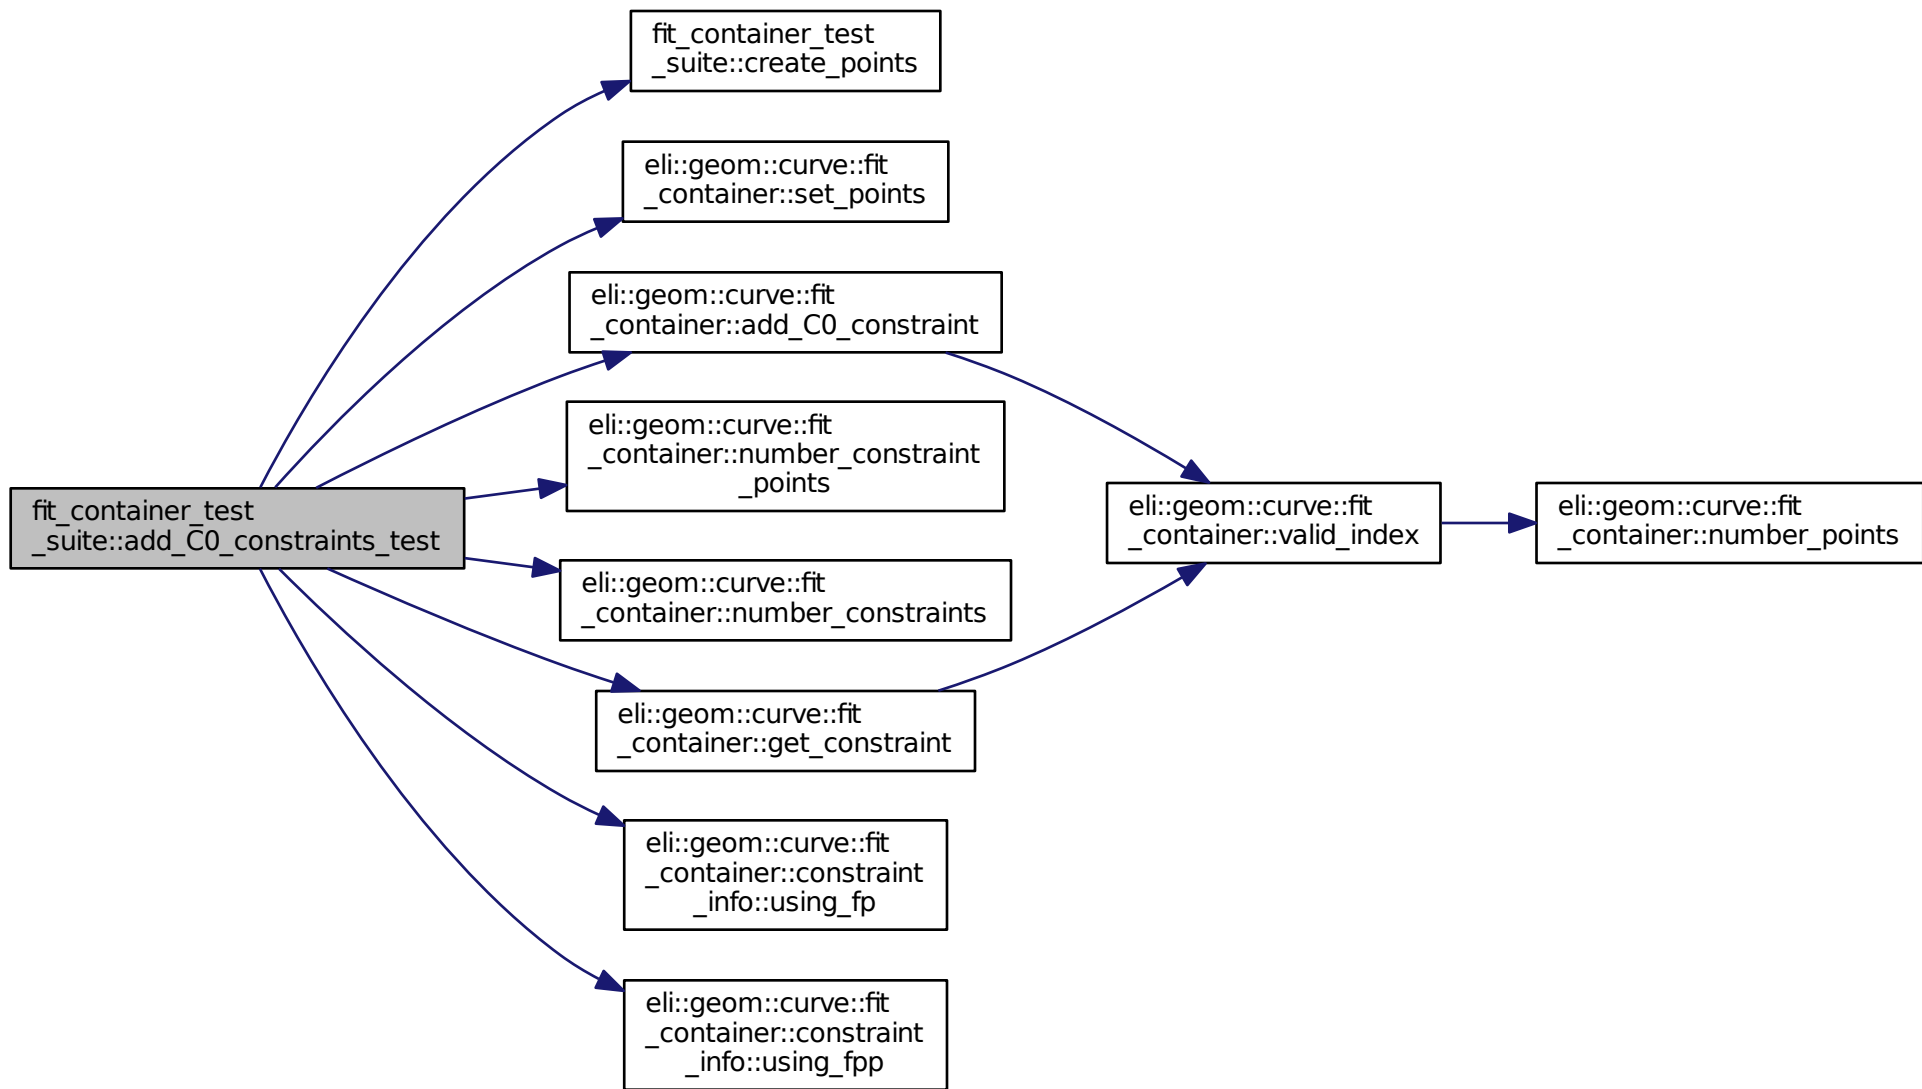 fit_container_test
_suite::add_C0_constraints_test
fit_container_test
_suite::create_points
eli::geom::curve::fit
_container::set_points
eli::geom::curve::fit
_container::add_C0_constraint
eli::geom::curve::fit
_container::number_constraint
_points
eli::geom::curve::fit
_container::number_constraints
eli::geom::curve::fit
_container::get_constraint
eli::geom::curve::fit
_container::constraint
_info::using_fp
eli::geom::curve::fit
_container::constraint
_info::using_fpp
eli::geom::curve::fit
_container::valid_index
eli::geom::curve::fit
_container::number_points